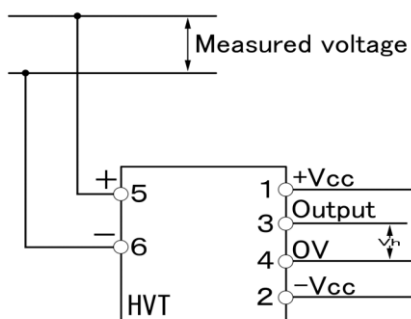 Measured voltage
+
5
-
6
HVT
1
+Vcc
3
Output
Vh
4
0V
2
-Vcc